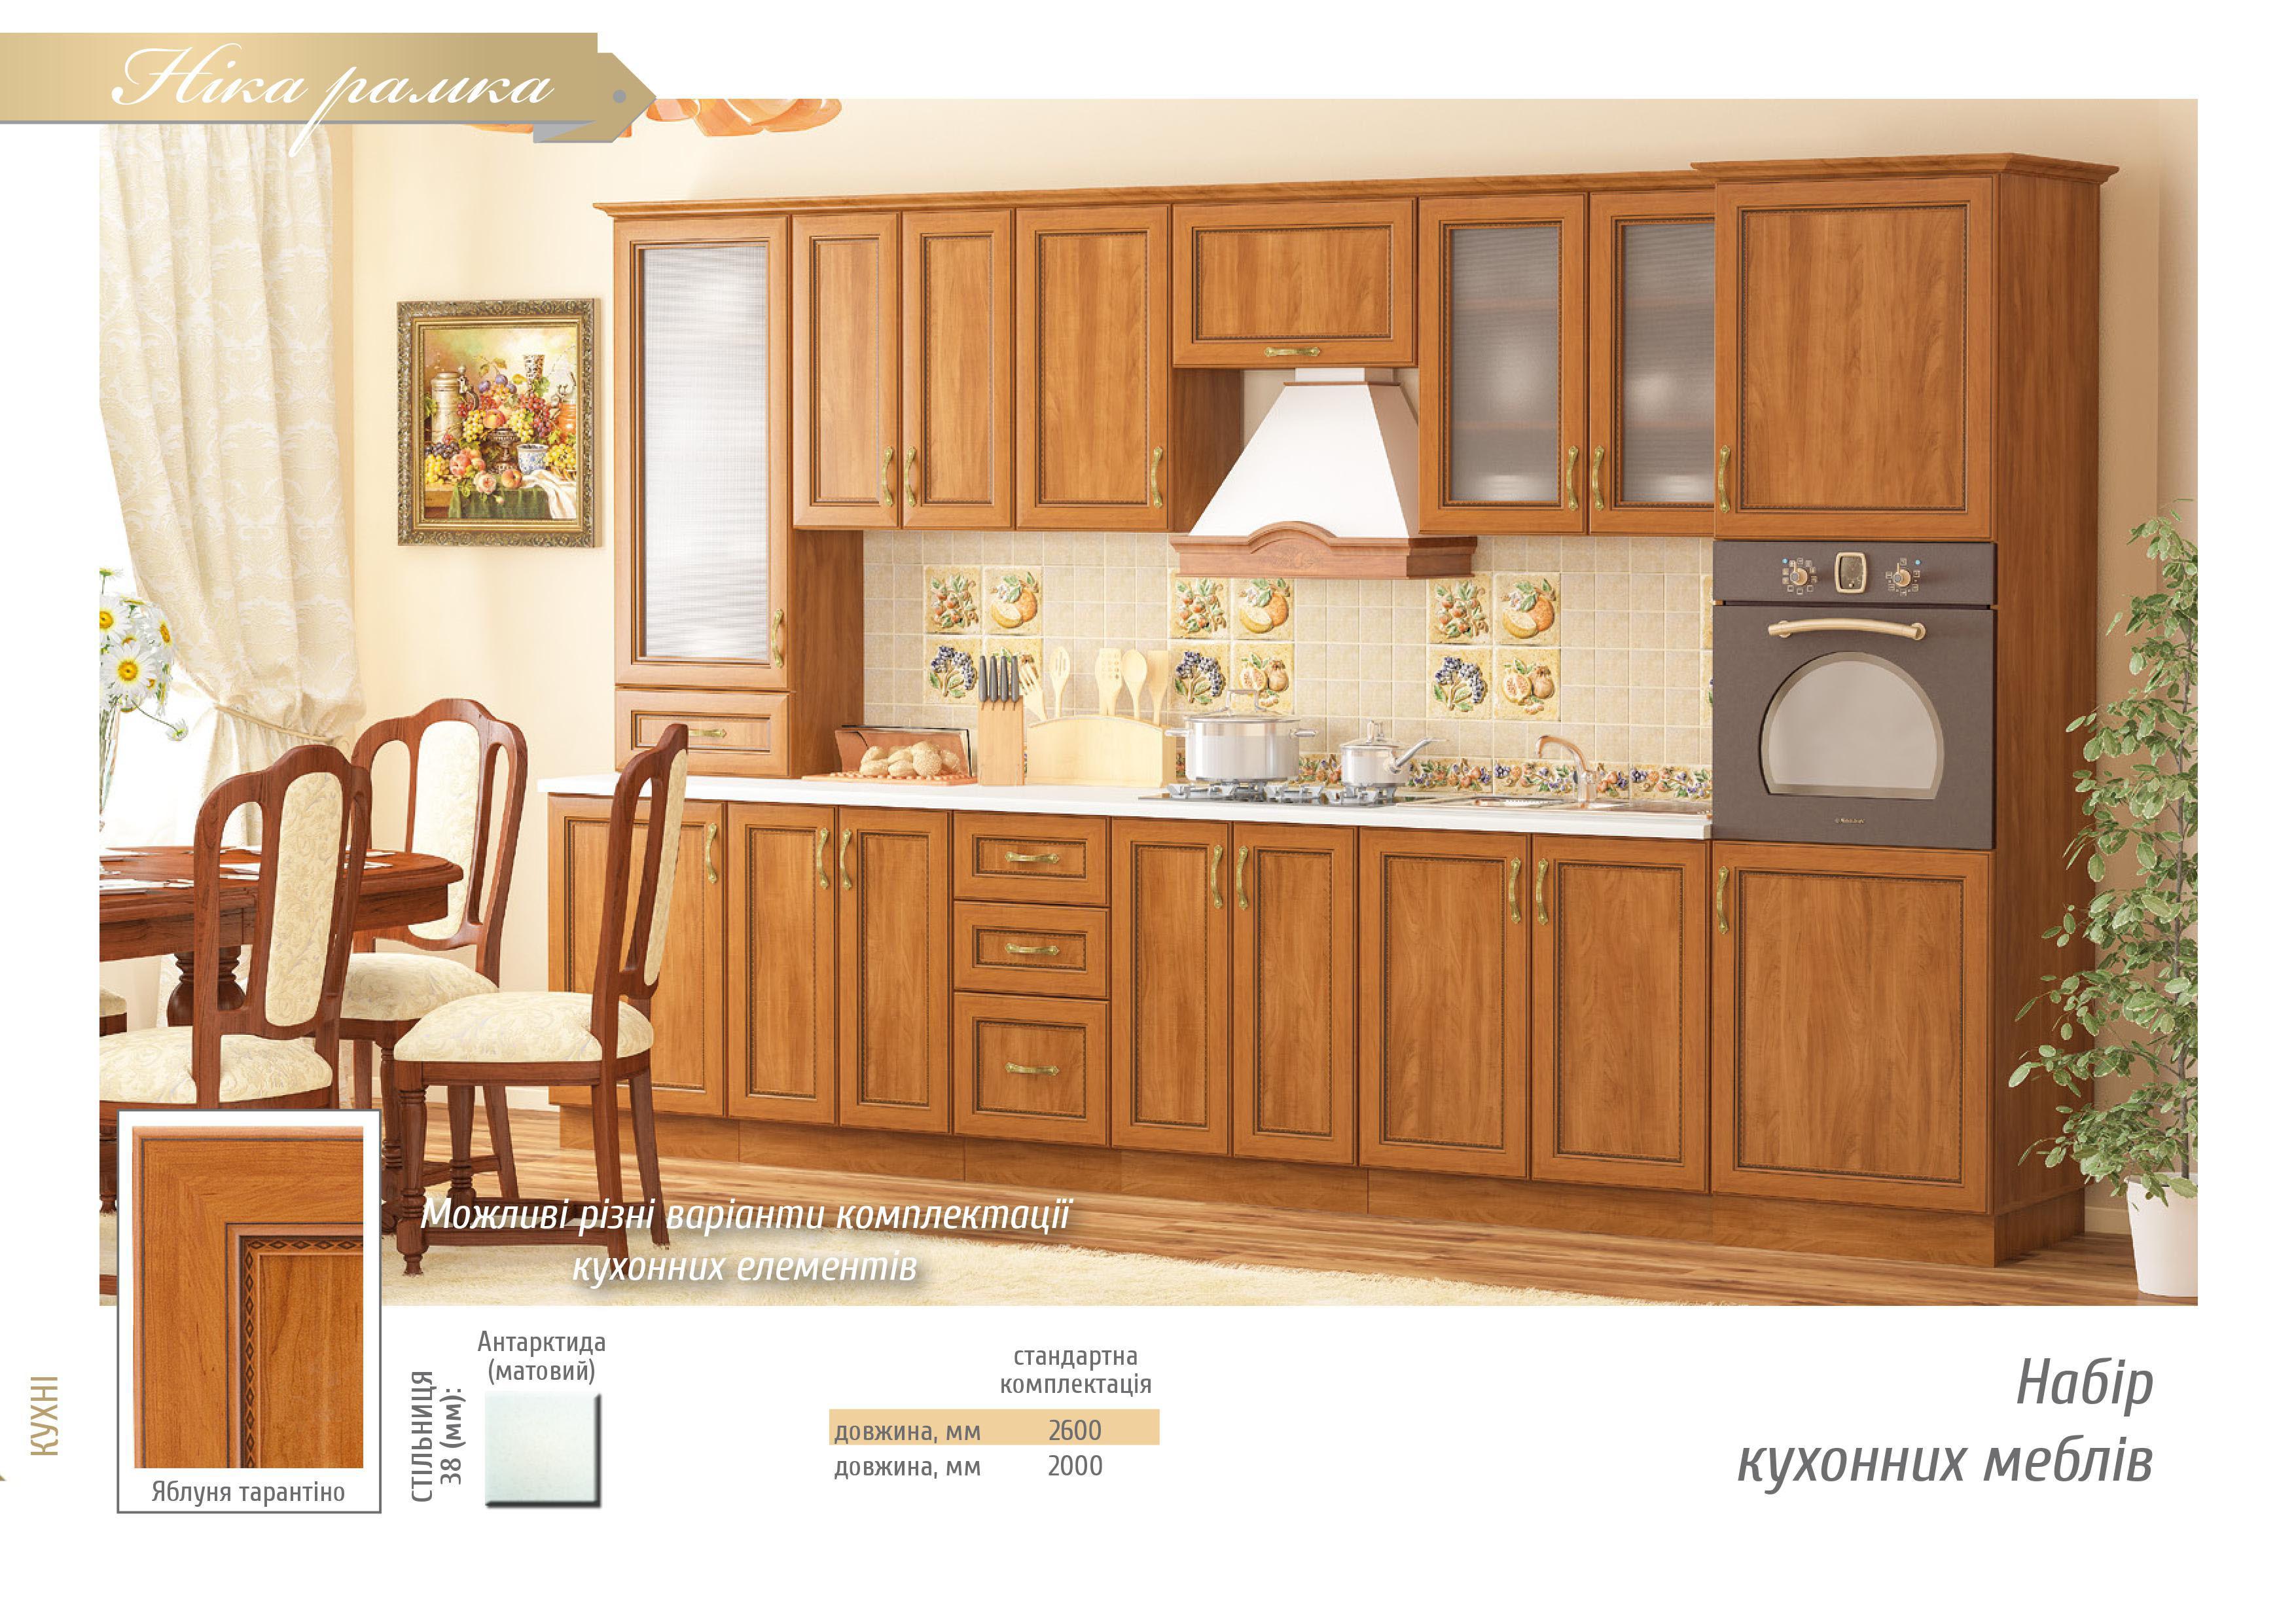 Ніка рамка
Можливі різні варіанти комплектації
кухонних елементів
КУХНІ
Яблуня тарантіно
СТІЛЬНИЦЯ
38 (мм):
Антарктида
(матовий)
стандартна
комплектація
довжина, мм 2600
довжина, мм 2000
Набір
кухонних меблів